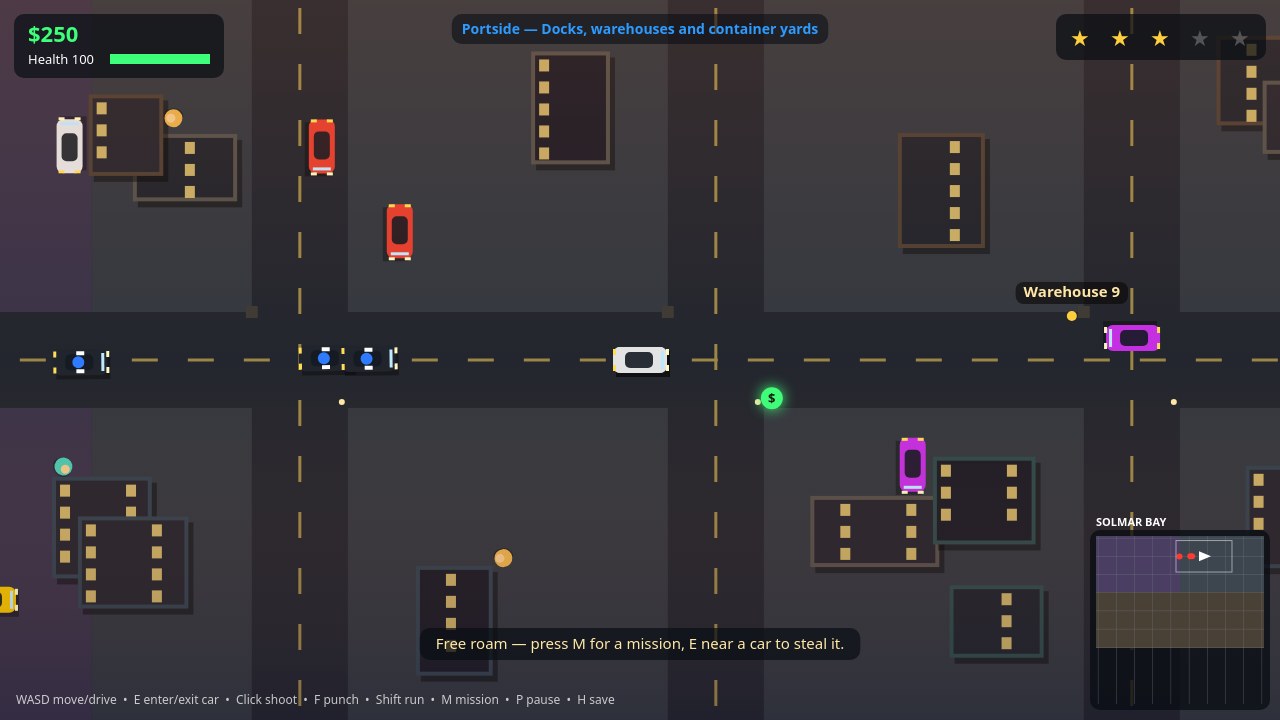 $250
Health 100
Portside — Docks, warehouses and container yards
Warehouse 9
$
SOLMAR BAY
Free roam — press M for a mission, E near a car to steal it.
WASD move/drive • E enter/exit car • Click shoot • F punch • Shift run • M mission • P pause • H save